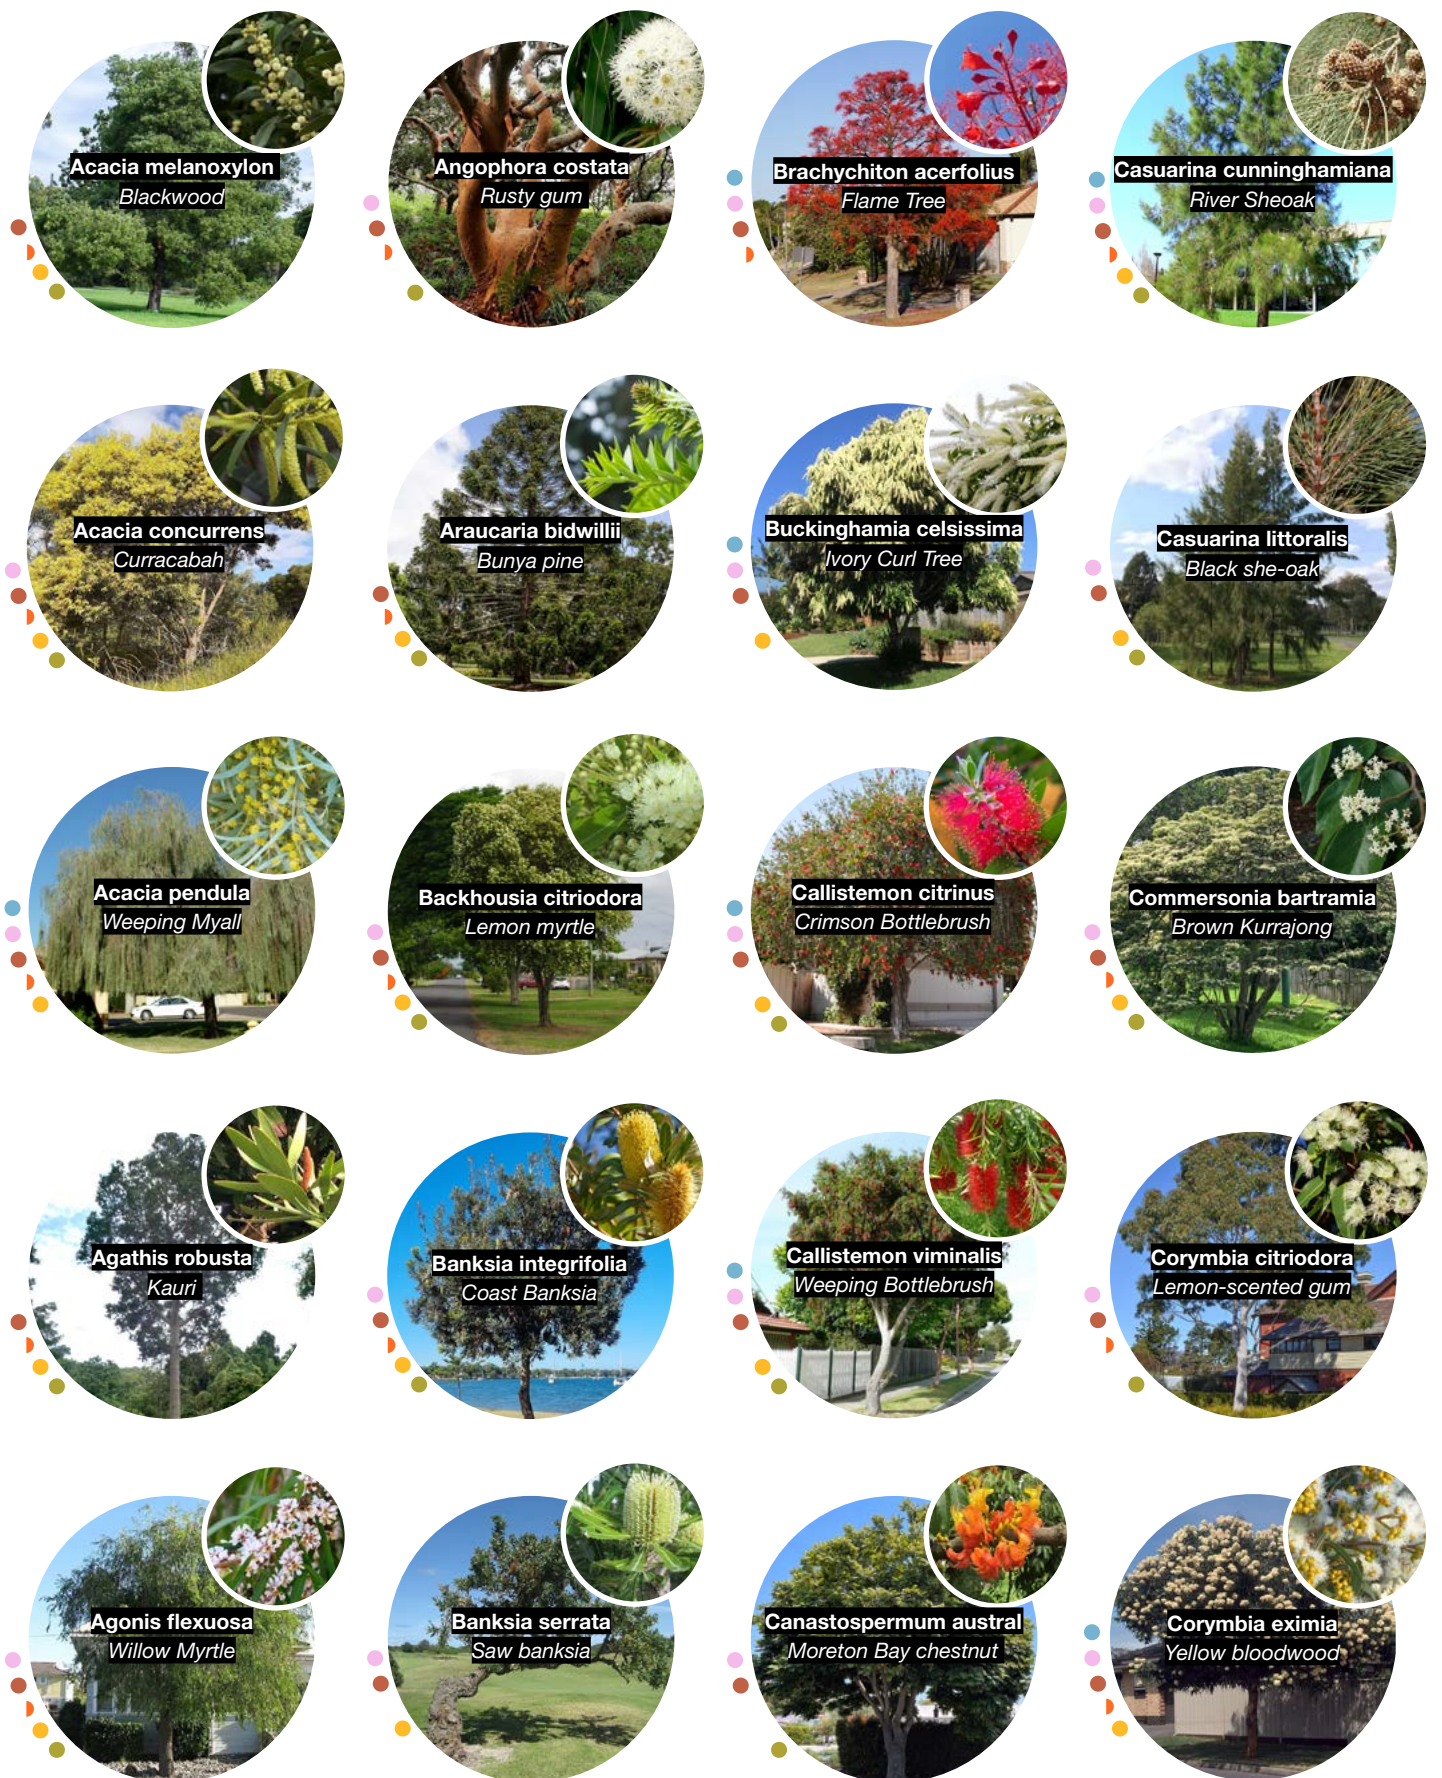 Acacia melanoxylon
Blackwood
Angophora costata
Rusty gum
Brachychiton acerfolius
Flame Tree
Casuarina cunninghamiana
River Sheoak
Acacia concurrens
Curracabah
Araucaria bidwillii
Bunya pine
Buckinghamia celsissima
Ivory Curl Tree
Casuarina littoralis
Black she-oak
Acacia pendula
Weeping Myall
Backhousia citriodora
Lemon myrtle
Callistemon citrinus
Crimson Bottlebrush
Commersonia bartramia
Brown Kurrajong
Agathis robusta
Kauri
Banksia integrifolia
Coast Banksia
Callistemon viminalis
Weeping Bottlebrush
Corymbia citriodora
Lemon-scented gum
Agonis flexuosa
Willow Myrtle
Banksia serrata
Saw banksia
Canastospermum austral
Moreton Bay chestnut
Corymbia eximia
Yellow bloodwood